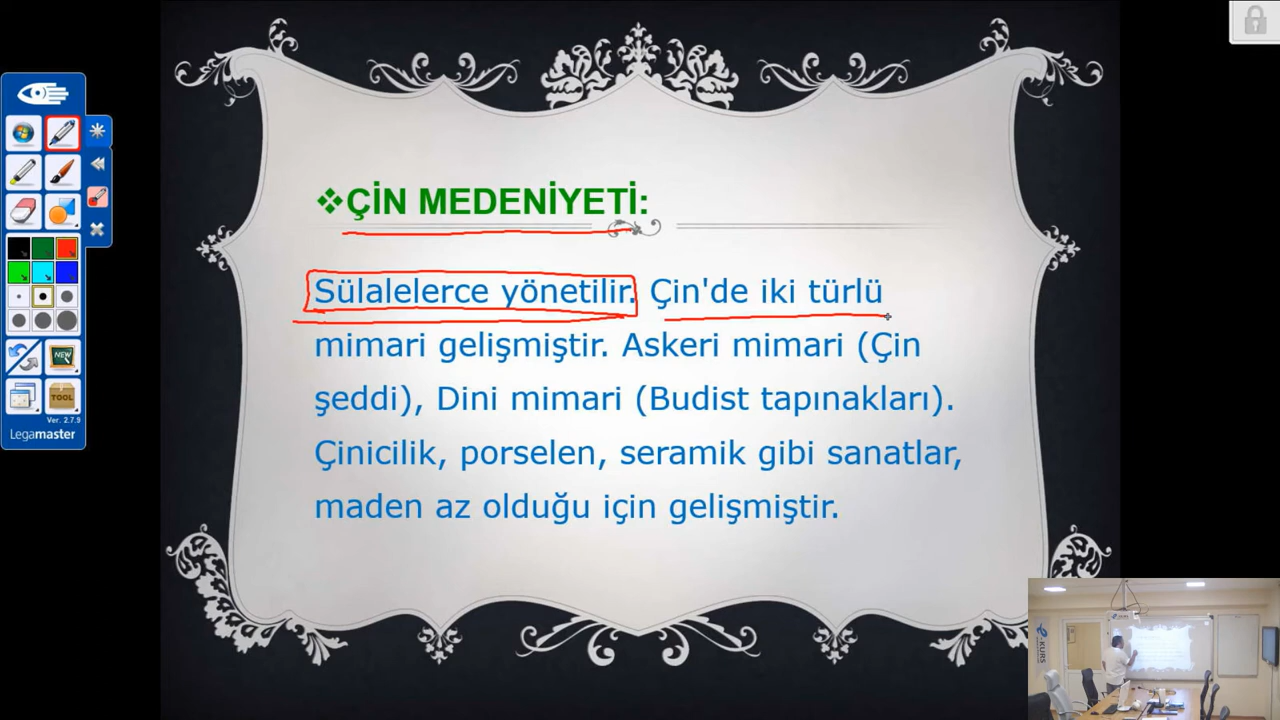 ❖ÇİN MEDENİYETİ:
Sülalelerce yönetilir. Çin'de iki türlü
mimari gelişmiştir. Askeri mimari (Çin
şeddi), Dini mimari (Budist tapınakları).
Çinicilik, porselen, seramik gibi sanatlar,
maden az olduğu için gelişmiştir.
NEW
TOOL
Ver. 2.7.9
Legamaster
e KURS